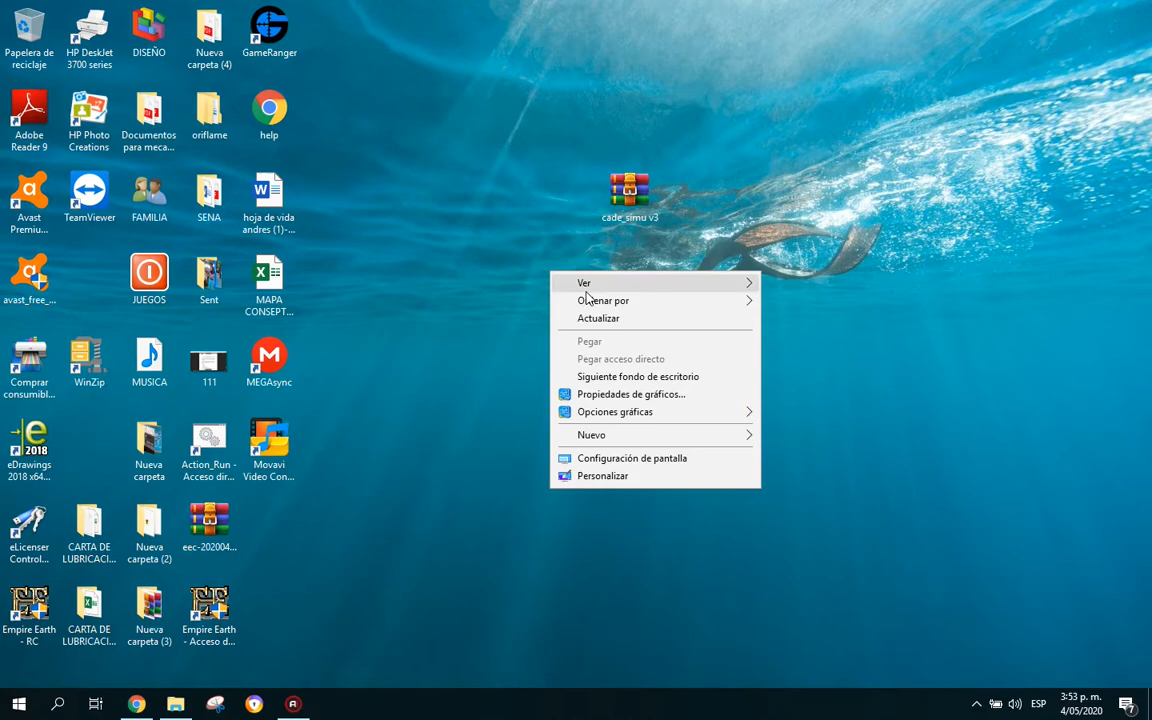 Papelera de
reciclaje
HP DeskJet
3700 series
DISEÑO
Nueva
carpeta (4)
GameRanger
Adobe
Reader 9
HP Photo
Creations
Documentos
para meca...
oriflame
help
Avast
Premiu...
TeamViewer
FAMILIA
SENA
hoja de vida
andres (1)-...
cade_simu v3
avast_free_...
JUEGOS
Sent
MAPA
CONCEPT...
Comprar
consumibl...
WinZip
MUSICA
111
MEGAsync
eDrawings
2018 x64...
Nueva
carpeta
Action_Run -
Acceso dir...
Movavi
Video Con...
eLicenser
Control...
CARTA DE
LUBRICACI...
Nueva
carpeta (2)
eec-202004...
Empire Earth
- RC
CARTA DE
LUBRICACI...
Nueva
carpeta (3)
Empire Earth
- Acceso d...
Ver
Ordenar por
Actualizar
Pegar
Pegar acceso directo
Siguiente fondo de escritorio
Propiedades de gráficos...
Opciones gráficas
Nuevo
Configuración de pantalla
Personalizar
ESP
3:53 p. m.
4/05/2020
7